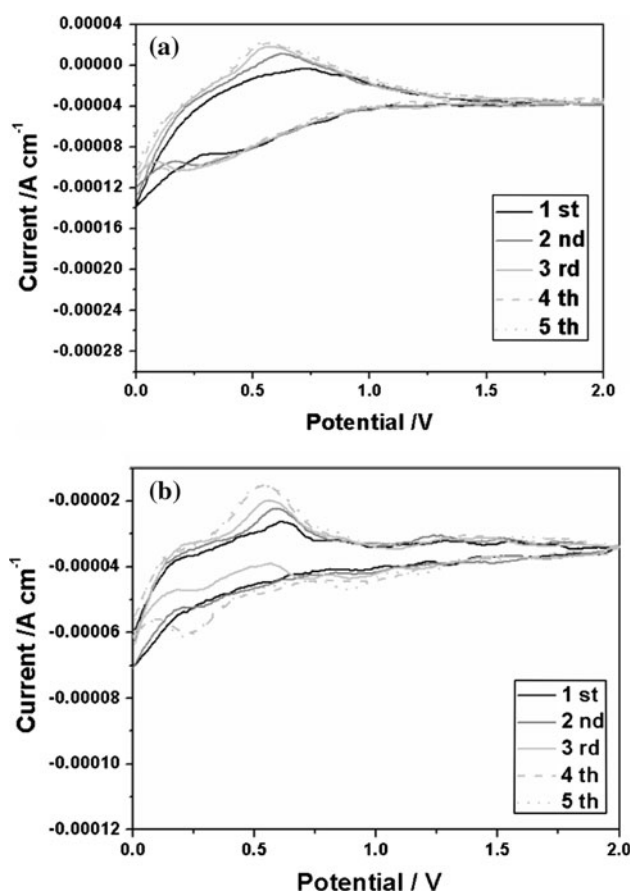 (a)
Current /A cm-1
0.00004
0.00000
-0.00004
-0.00008
-0.00012
-0.00016
-0.00020
-0.00024
-0.00028
1 st
2 nd
3 rd
4 th
5 th
0.0 0.5 1.0 1.5 2.0
Potential /V
(b)
Current /A cm-1
-0.00002
-0.00004
-0.00006
-0.00008
-0.00010
-0.00012
1 st
2 nd
3 rd
4 th
5 th
0.0 0.5 1.0 1.5 2.0
Potential / V